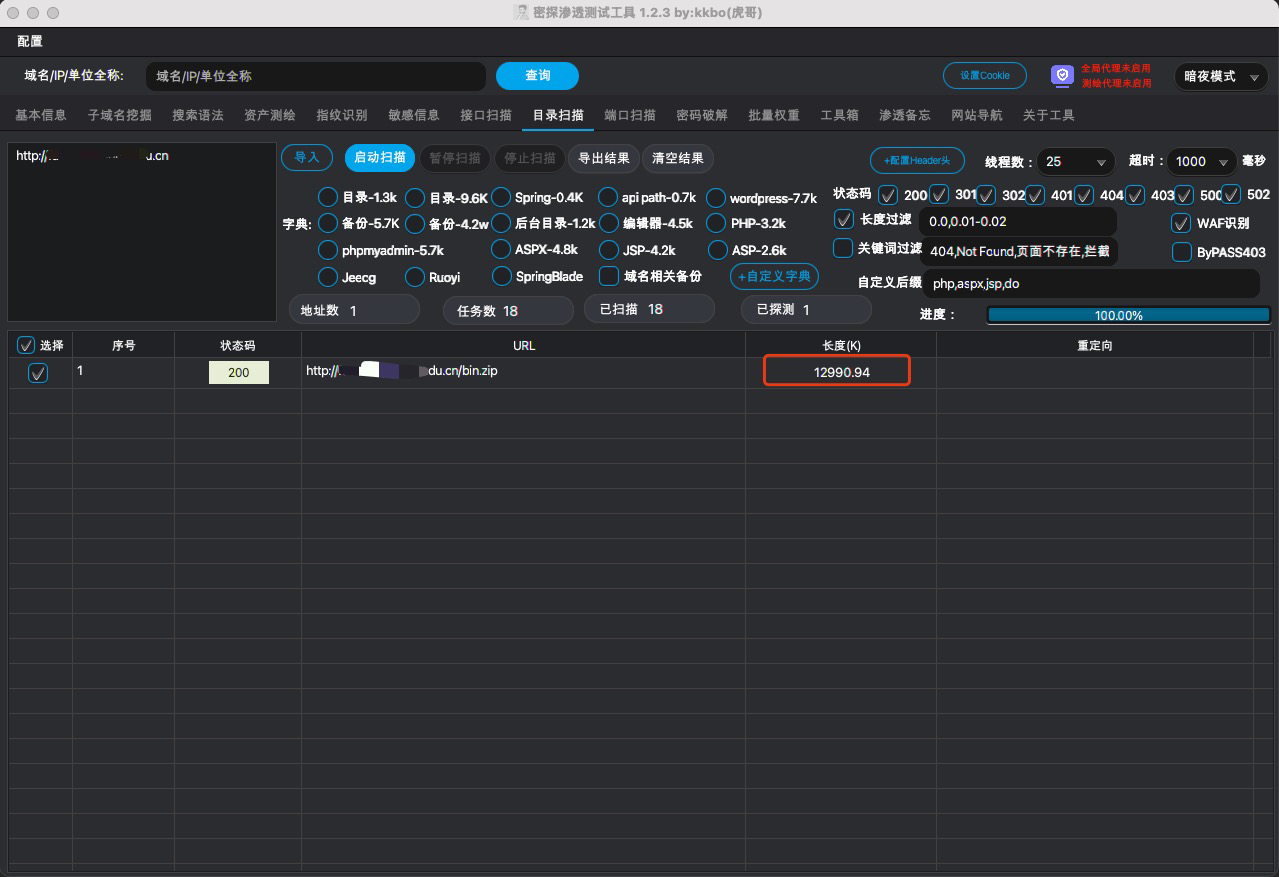 密探渗透测试工具 1.2.3 by:kkbo(虎哥)
配置
域名/IP/单位全称: 域名/IP/单位全称 查询 设置Cookie 全局代理未启用 暗夜模式
测绘代理未启用
基本信息 子域名挖掘 搜索语法 资产测绘 指纹识别 敏感信息 接口扫描 目录扫描 端口扫描 密码破解 批量权重 工具箱 渗透备忘 网站导航 关于工具
http:/ u.cn
导入 启动扫描 暂停扫描 停止扫描 导出结果 清空结果 +配置Header头 线程数： 25 超时： 1000 毫秒
目录-1.3k 目录-9.6K Spring-0.4K api path-0.7k wordpress-7.7k 状态码 200 301 302 401 404 403 500 502
字典: 备份-5.7K 备份-4.2w 后台目录-1.2k 编辑器-4.5k PHP-3.2k 长度过滤 0.0,0.01-0.02 WAF识别
phpmyadmin-5.7k ASPX-4.8k JSP-4.2k ASP-2.6k 关键词过滤 404,Not Found,页面不存在,拦截 ByPASS403
Jeecg Ruoyi SpringBlade 域名相关备份 +自定义字典 自定义后缀 php,aspx,jsp,do
地址数 1 任务数 18 已扫描 18 已探测 1 进度： 100.00%
选择 序号 状态码 URL 长度(K) 重定向
1 200 http:// du.cn/bin.zip 12990.94